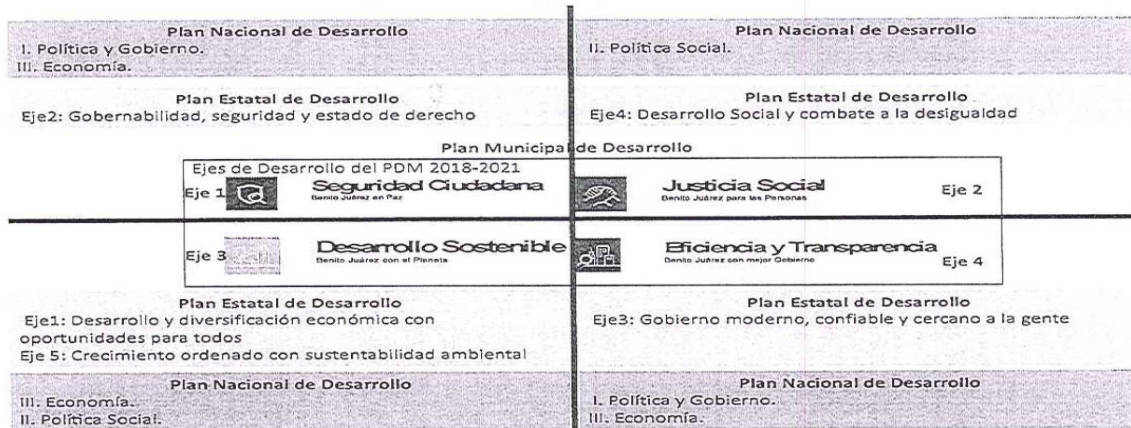 Plan Nacional de Desarrollo
I. Política y Gobierno.
III. Economía.
Plan Nacional de Desarrollo
II. Política Social.
Plan Estatal de Desarrollo
Eje2: Gobernabilidad, seguridad y estado de derecho
Plan Estatal de Desarrollo
Eje4: Desarrollo Social y combate a la desigualdad
Plan Municipal de Desarrollo
Ejes de Desarrollo del PDM 2018-2021
Eje 1
Seguridad Ciudadana
Benito Juárez en Paz
Justicia Social
Benito Juárez para las Personas
Eje 2
Eje 3
Desarrollo Sostenible
Benito Juárez con el Planeta
Eficiencia y Transparencia
Benito Juárez con mejor Gobierno
Eje 4
Plan Estatal de Desarrollo
Eje1: Desarrollo y diversificación económica con
oportunidades para todos
Eje 5: Crecimiento ordenado con sustentabilidad ambiental
Plan Estatal de Desarrollo
Eje3: Gobierno moderno, confiable y cercano a la gente
Plan Nacional de Desarrollo
III. Economía.
II. Política Social.
Plan Nacional de Desarrollo
I. Política y Gobierno.
III. Economía.